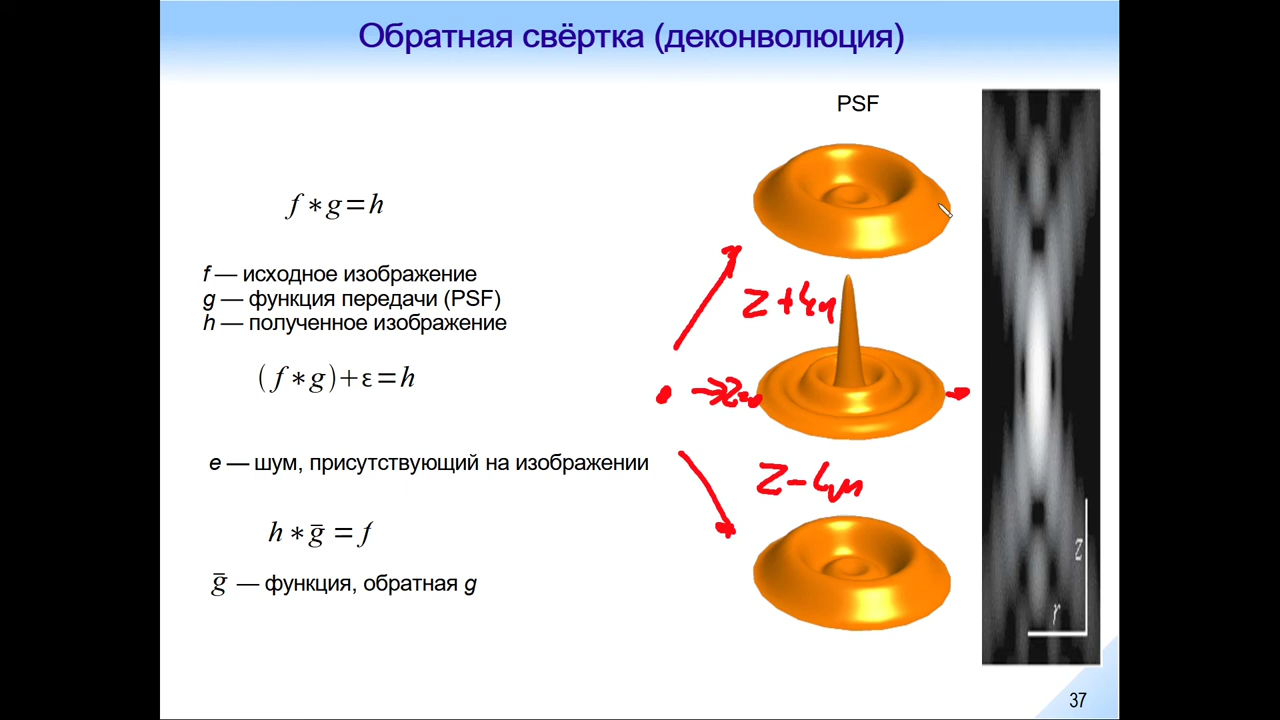 Обратная свёртка (деконволюция)
PSF
f ∗ g = h
f — исходное изображение
g — функция передачи (PSF)
h — полученное изображение
( f ∗ g ) + ε = h
e — шум, присутствующий на изображении
h ∗ ḡ = f
ḡ — функция, обратная g
z
r
37